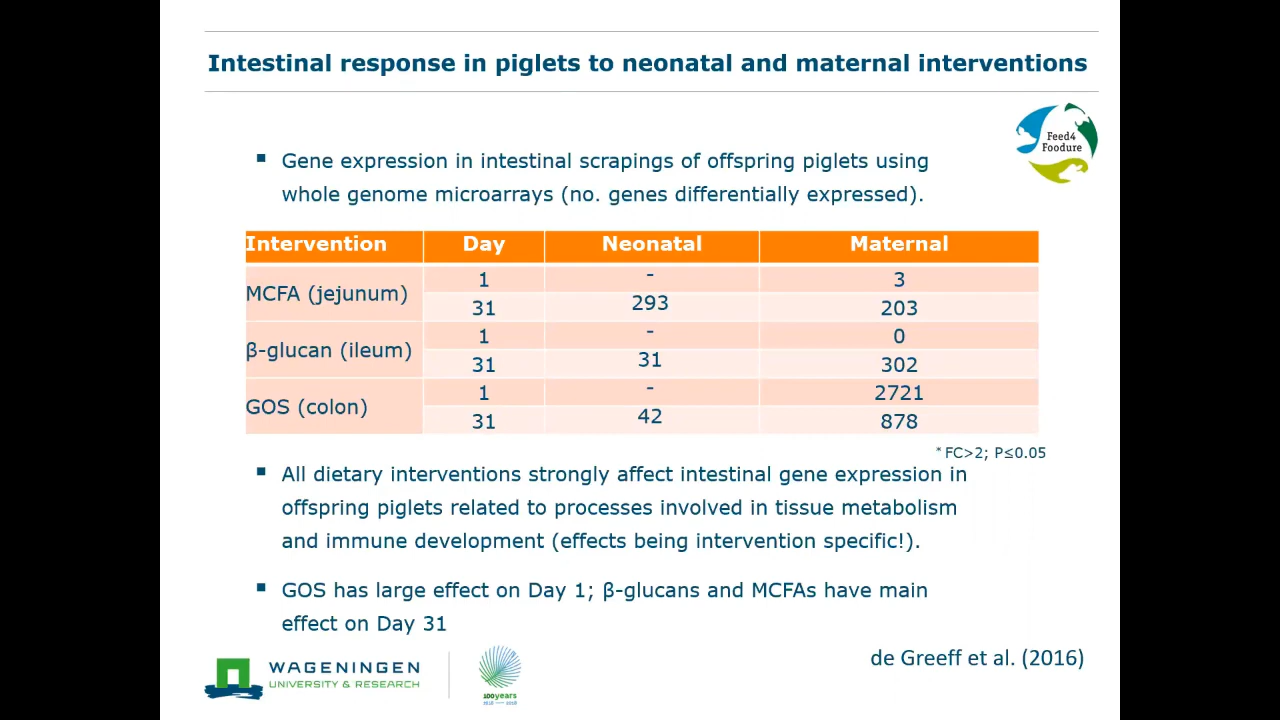 Intestinal response in piglets to neonatal and maternal interventions
Feed4
Foodure
▪ Gene expression in intestinal scrapings of offspring piglets using
whole genome microarrays (no. genes differentially expressed).
Intervention Day Neonatal Maternal
MCFA (jejunum) 1 - 3
31 293 203
β-glucan (ileum) 1 - 0
31 31 302
GOS (colon) 1 - 2721
31 42 878
* FC>2; P≤0.05
▪ All dietary interventions strongly affect intestinal gene expression in
offspring piglets related to processes involved in tissue metabolism
and immune development (effects being intervention specific!).
▪ GOS has large effect on Day 1; β-glucans and MCFAs have main
effect on Day 31
WAGENINGEN
UNIVERSITY & RESEARCH
100years
de Greeff et al. (2016)